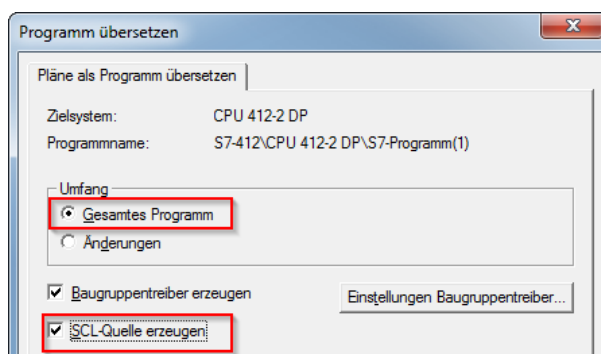 Programm übersetzen
Pläne als Programm übersetzen
Zielsystem: CPU 412-2 DP
Programmname: S7-412\CPU 412-2 DP\S7-Programm(1)
Umfang
Gesamtes Programm
Änderungen
Baugruppentreiber erzeugen Einstellungen Baugruppentreiber...
SCL-Quelle erzeugen